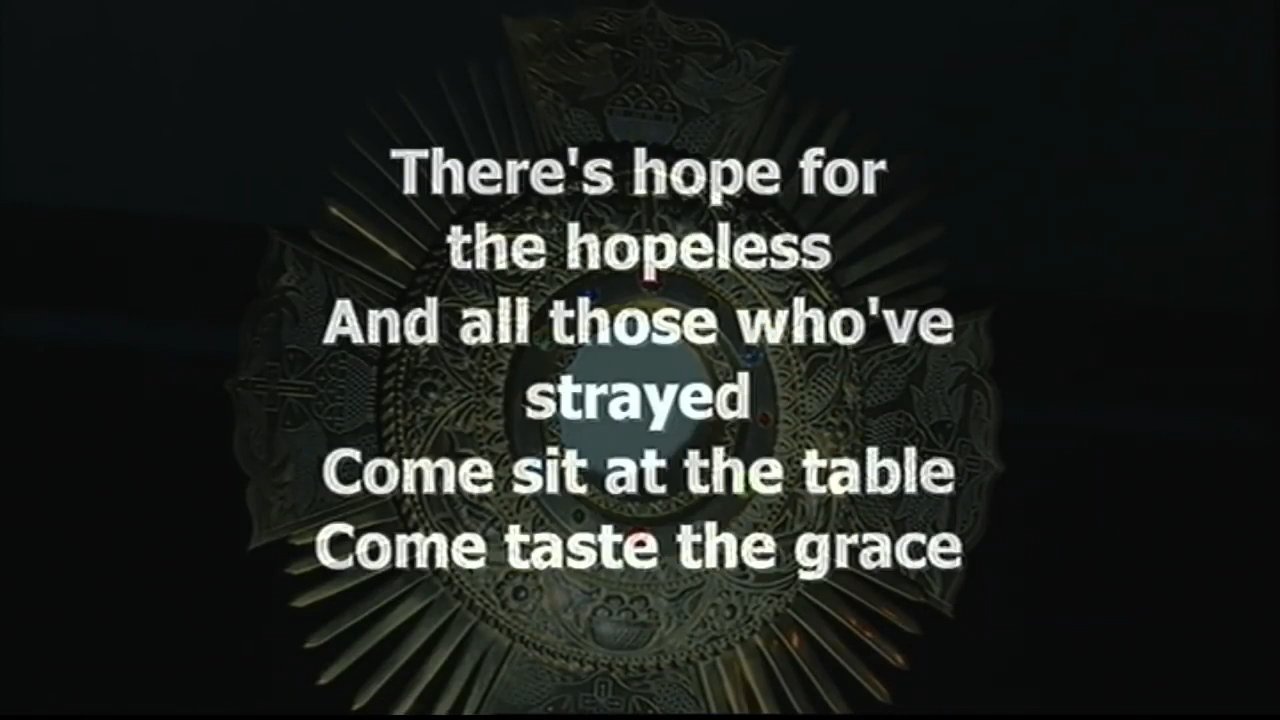 There's hope for
the hopeless
And all those who've
strayed
Come sit at the table
Come taste the grace